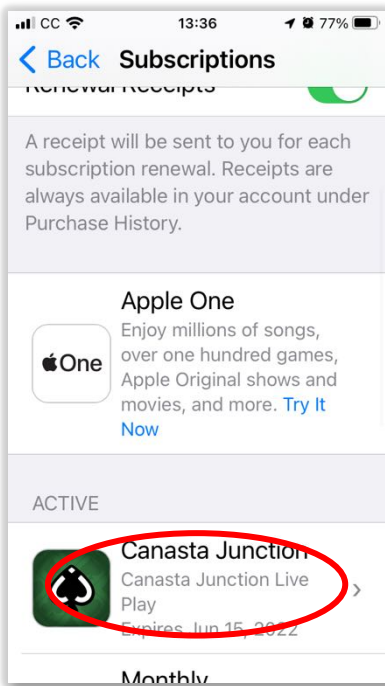 CC 13:36 77%
Back Subscriptions
Renewal Receipts
A receipt will be sent to you for each
subscription renewal. Receipts are
always available in your account under
Purchase History.
Apple One
Enjoy millions of songs,
One
over one hundred games,
Apple Original shows and
movies, and more. Try It
Now
ACTIVE
Canasta Junction
Canasta Junction Live
Play
Expires Jun 15, 2022
Monthly